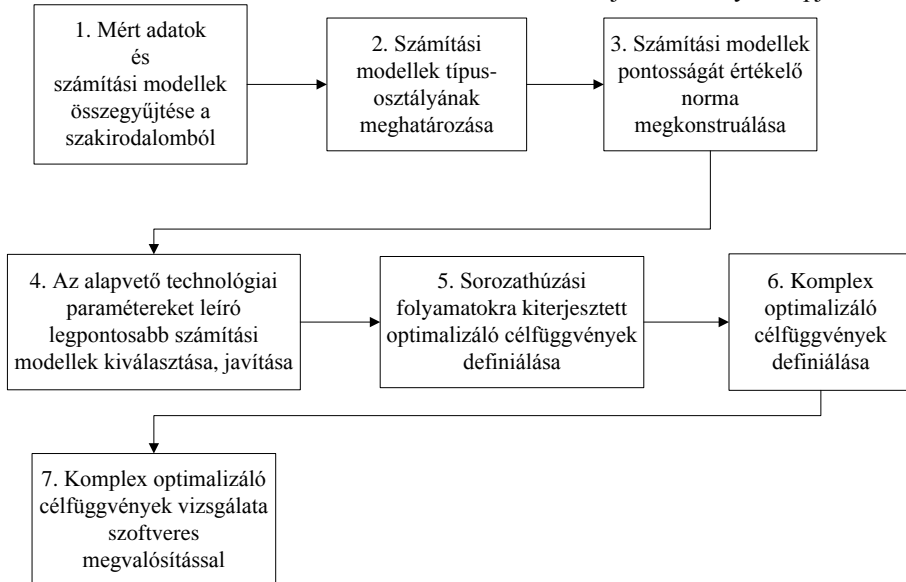 1. Mért adatok
és
számítási modellek
összegyűjtése a
szakirodalomból
2. Számítási
modellek típus-
osztályának
meghatározása
3. Számítási modellek
pontosságát értékelő
norma
megkonstruálása
4. Az alapvető technológiai
paramétereket leíró
legpontosabb számítási
modellek kiválasztása, javítása
5. Sorozathúzási
folyamatokra kiterjesztett
optimalizáló célfüggvények
definiálása
6. Komplex
optimalizáló
célfüggvények
definiálása
7. Komplex optimalizáló
célfüggvények vizsgálata
szoftveres
megvalósítással